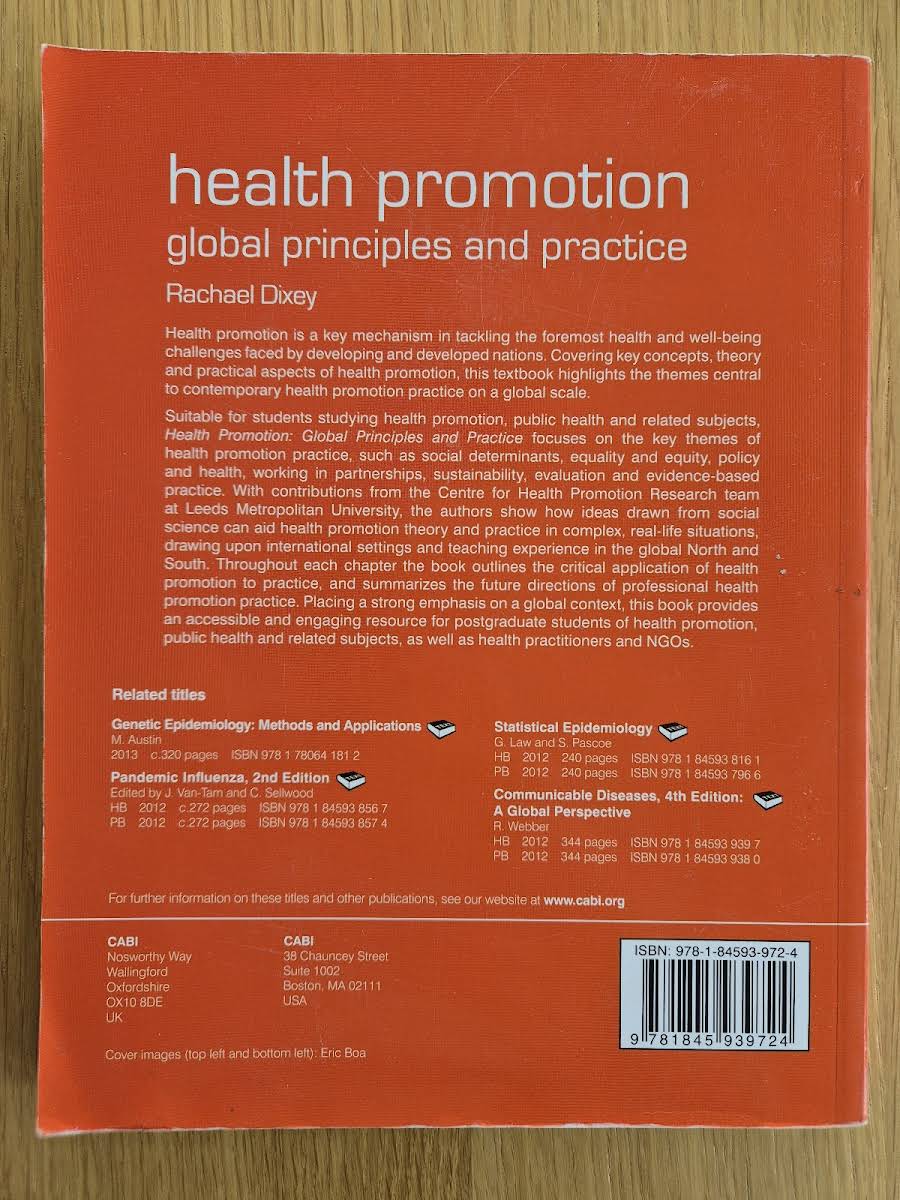 health promotion
global principles and practice
Rachael Dixey
Health promotion is a key mechanism in tackling the foremost health and well-being
challenges faced by developing and developed nations. Covering key concepts, theory
and practical aspects of health promotion, this textbook highlights the themes central
to contemporary health promotion practice on a global scale.
Suitable for students studying health promotion, public health and related subjects,
Health Promotion: Global Principles and Practice focuses on the key themes of
health promotion practice, such as social determinants, equality and equity, policy
and health, working in partnerships, sustainability, evaluation and evidence-based
practice. With contributions from the Centre for Health Promotion Research team
at Leeds Metropolitan University, the authors show how ideas drawn from social
science can aid health promotion theory and practice in complex, real-life situations,
drawing upon international settings and teaching experience in the global North and
South. Throughout each chapter the book outlines the critical application of health
promotion to practice, and summarizes the future directions of professional health
promotion practice. Placing a strong emphasis on a global context, this book provides
an accessible and engaging resource for postgraduate students of health promotion,
public health and related subjects, as well as health practitioners and NGOs.
Related titles
Genetic Epidemiology: Methods and Applications TEXT
M. Austin
2013 c.320 pages ISBN 978 1 78064 181 2
Pandemic Influenza, 2nd Edition TEXT
Edited by J. Van-Tam and C. Sellwood
HB 2012 c.272 pages ISBN 978 1 84593 856 7
PB 2012 c.272 pages ISBN 978 1 84593 857 4
Statistical Epidemiology TEXT
G. Law and S. Pascoe
HB 2012 240 pages ISBN 978 1 84593 816 1
PB 2012 240 pages ISBN 978 1 84593 796 6
Communicable Diseases, 4th Edition: TEXT
A Global Perspective
R. Webber
HB 2012 344 pages ISBN 978 1 84593 939 7
PB 2012 344 pages ISBN 978 1 84593 938 0
For further information on these titles and other publications, see our website at www.cabi.org
CABI
Nosworthy Way
Wallingford
Oxfordshire
OX10 8DE
UK
CABI
38 Chauncey Street
Suite 1002
Boston, MA 02111
USA
ISBN: 978-1-84593-972-4
9 781845 939724
Cover images (top left and bottom left): Eric Boa